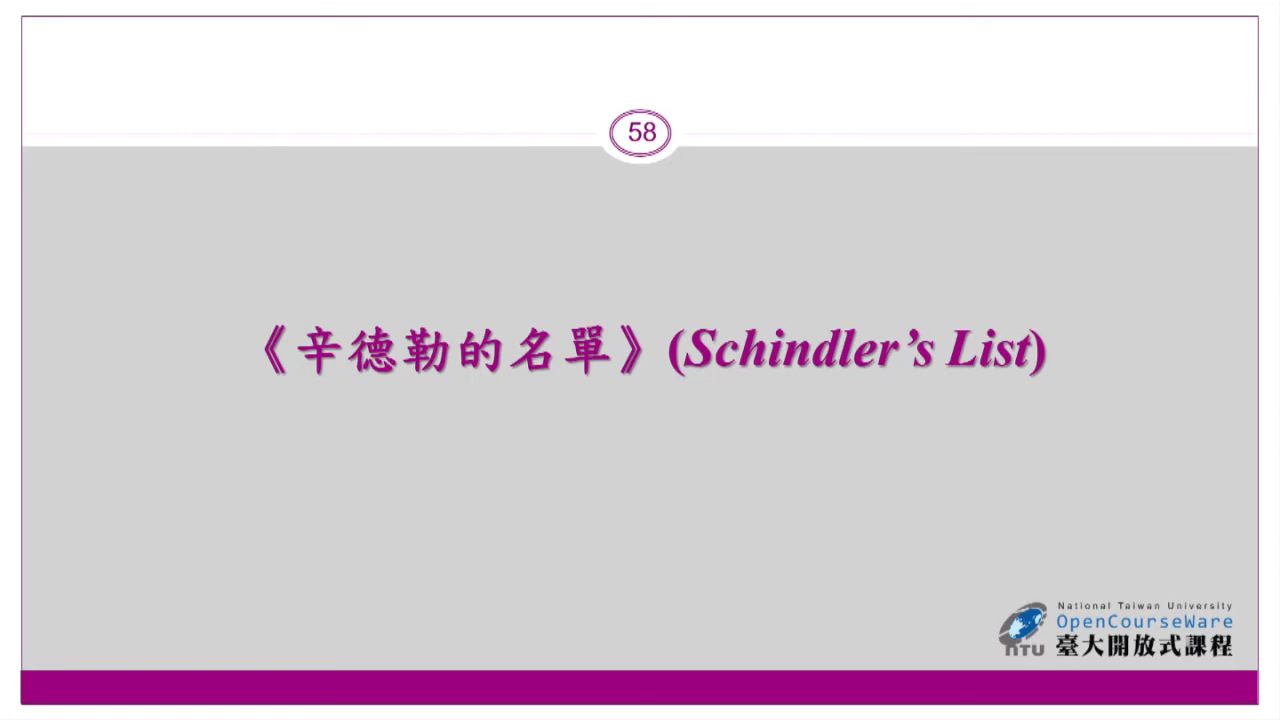 58
《辛德勒的名單》(Schindler’s List)
National Taiwan University
OpenCourseWare
NTU 臺大開放式課程